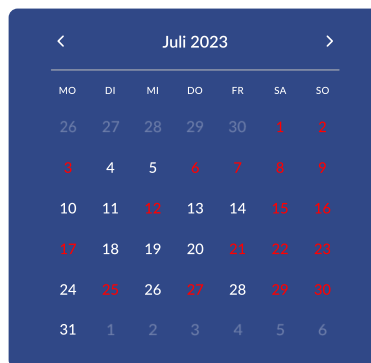 Juli 2023
MO DI MI DO FR SA SO
26 27 28 29 30 1 2
3 4 5 6 7 8 9
10 11 12 13 14 15 16
17 18 19 20 21 22 23
24 25 26 27 28 29 30
31 1 2 3 4 5 6